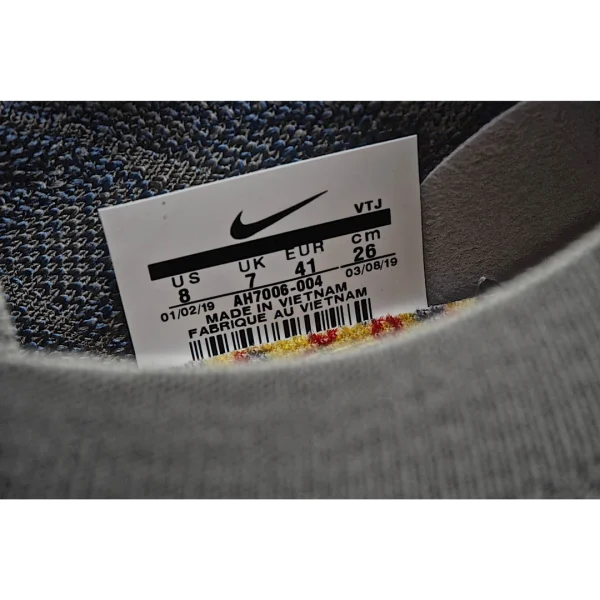 VTJ
US UK EUR cm
8 7 41 26
01/02/19 AH7006-004 03/08/19
MADE IN VIETNAM
FABRIQUE AU VIETNAM